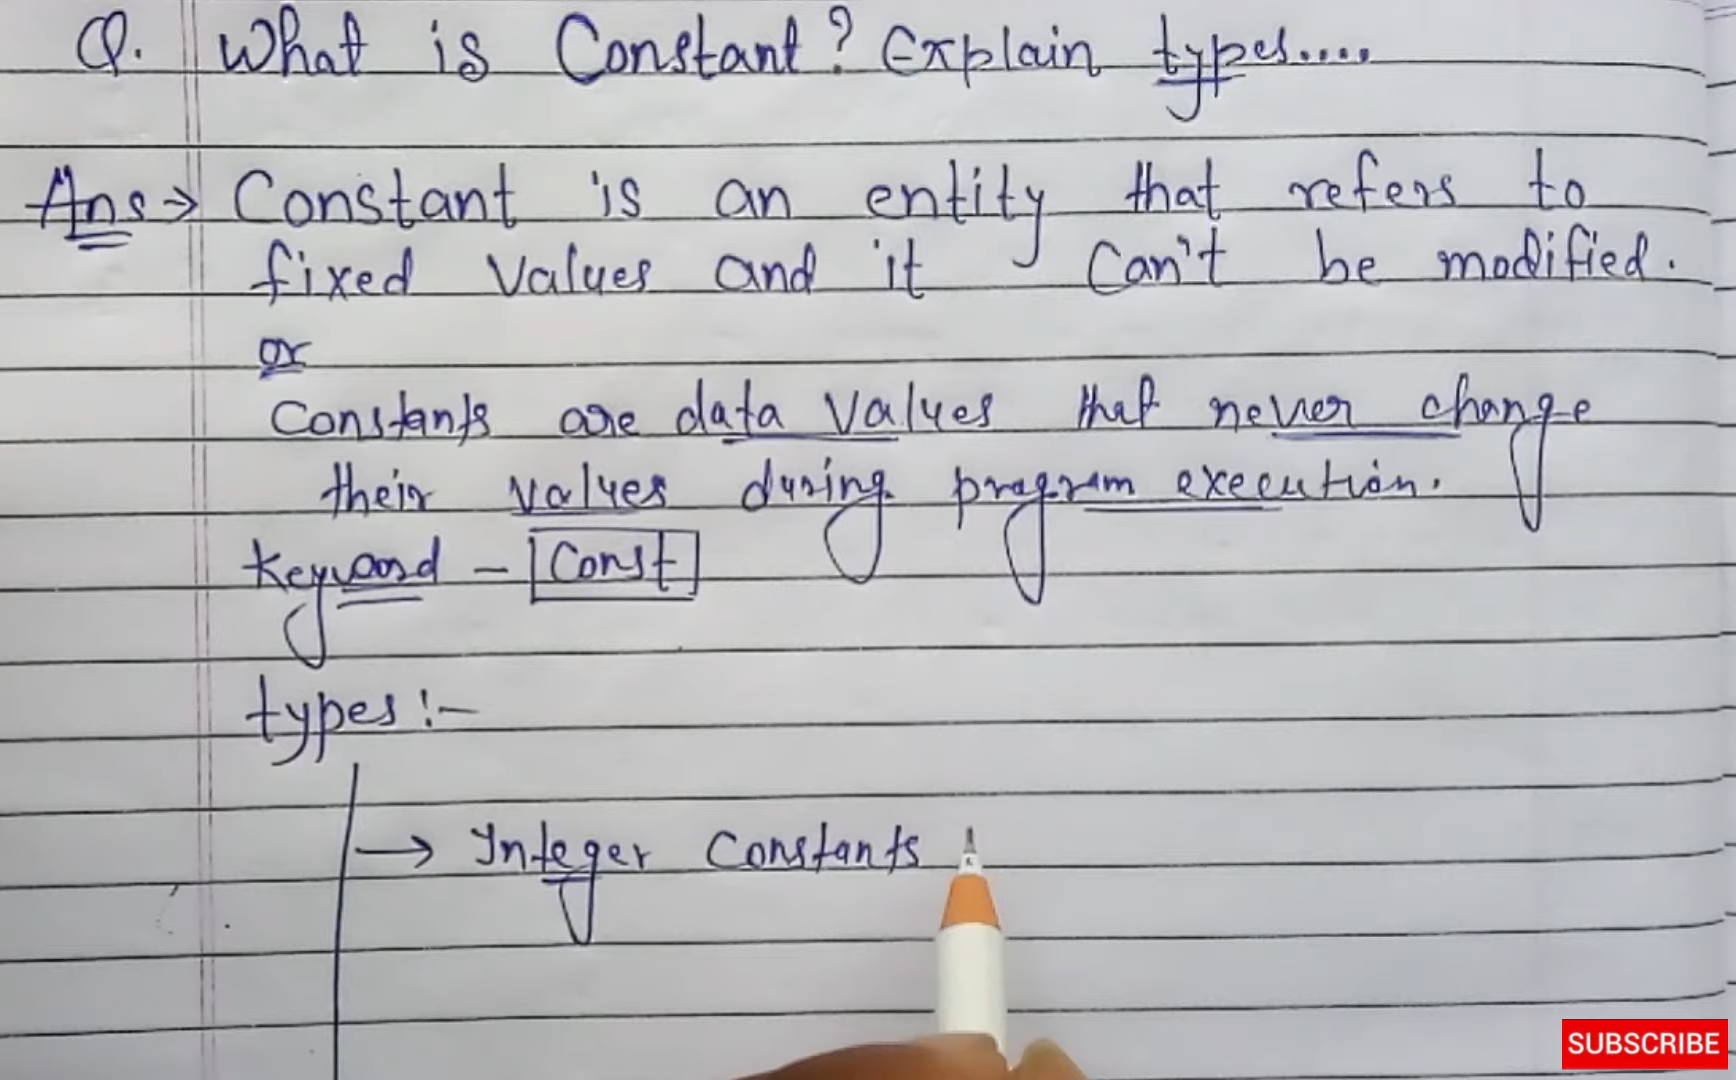 Q. What is Constant? Explain types....
Ans → Constant is an entity that refers to
fixed values and it can't be modified.
or
Constants are data values that never change
their values during program execution.
Keyword - Const
types :-
→ Integer Constants
SUBSCRIBE